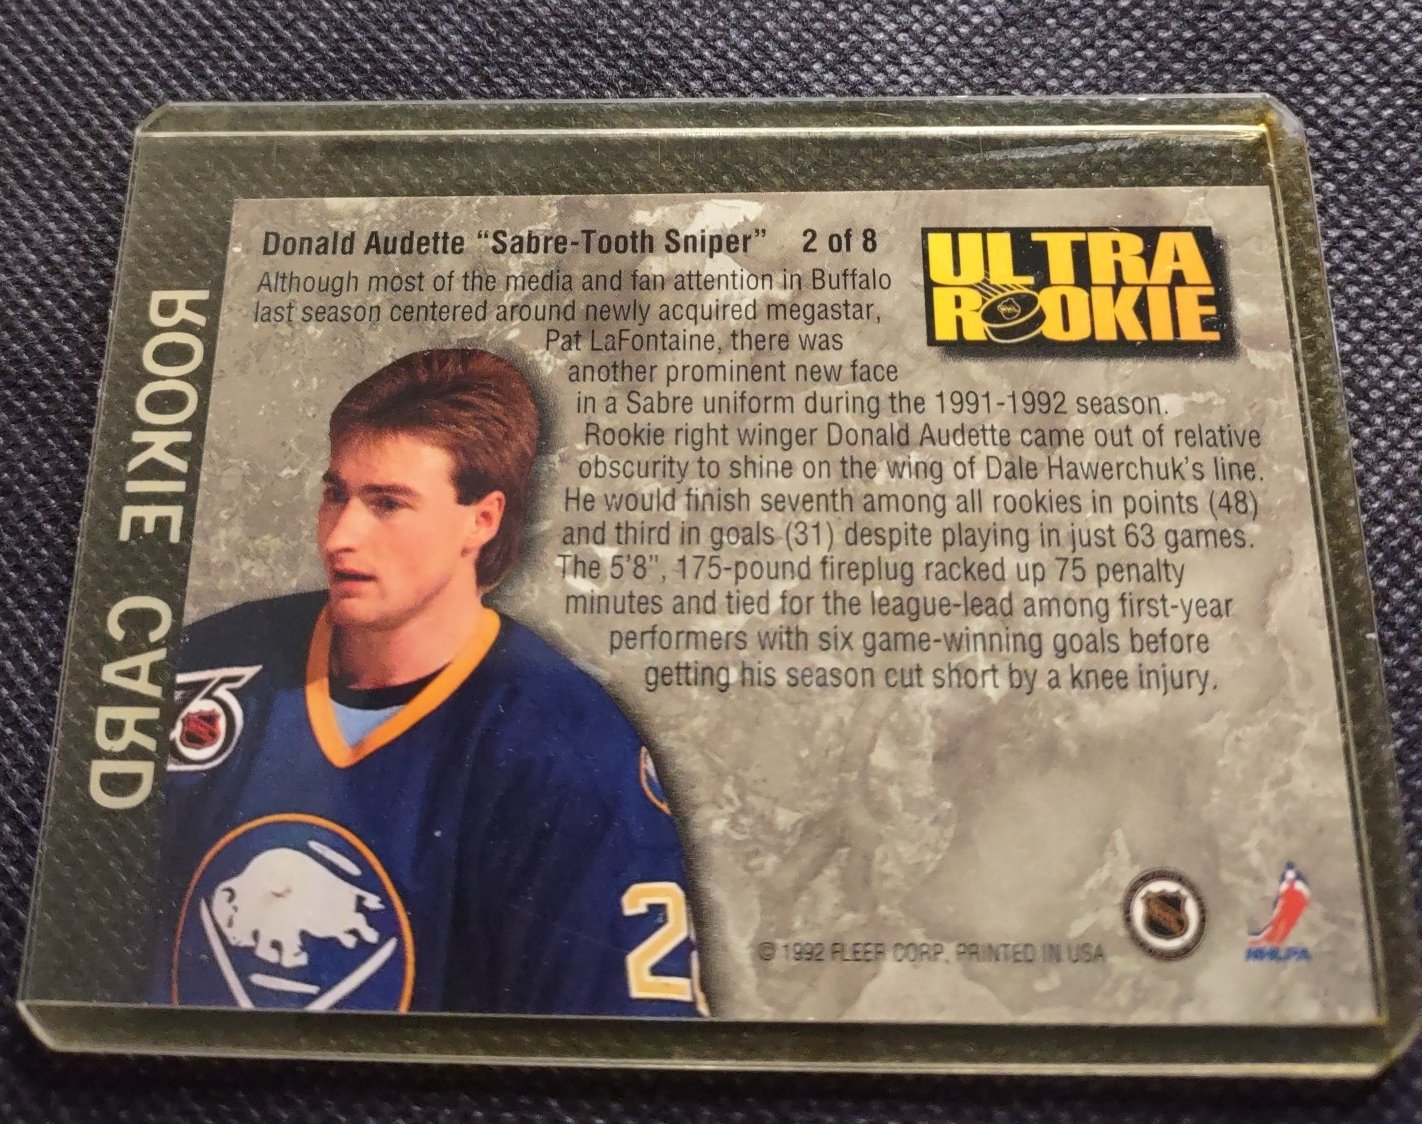 ROOKIE CARD
Donald Audette "Sabre-Tooth Sniper" 2 of 8
ULTRA
ROOKIE
NHL
Although most of the media and fan attention in Buffalo
last season centered around newly acquired megastar,
Pat LaFontaine, there was
another prominent new face
in a Sabre uniform during the 1991-1992 season.
Rookie right winger Donald Audette came out of relative
obscurity to shine on the wing of Dale Hawerchuk's line.
He would finish seventh among all rookies in points (48)
and third in goals (31) despite playing in just 63 games.
The 5'8", 175-pound fireplug racked up 75 penalty
minutes and tied for the league-lead among first-year
performers with six game-winning goals before
getting his season cut short by a knee injury.
75
2
© 1992 FLEER CORP. PRINTED IN USA
NHLPA